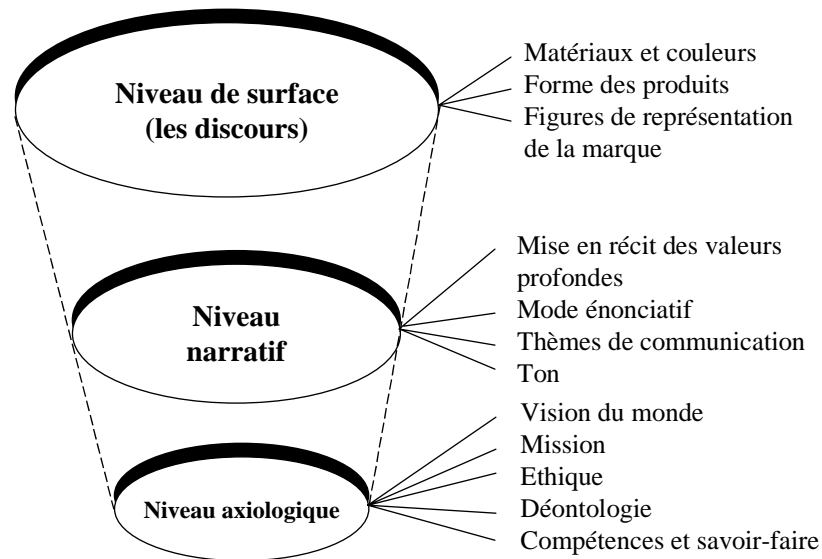 Niveau de surface
(les discours)
Matériaux et couleurs
Forme des produits
Figures de représentation
de la marque
Niveau
narratif
Mise en récit des valeurs
profondes
Mode énonciatif
Thèmes de communication
Ton
Niveau axiologique
Vision du monde
Mission
Ethique
Déontologie
Compétences et savoir-faire